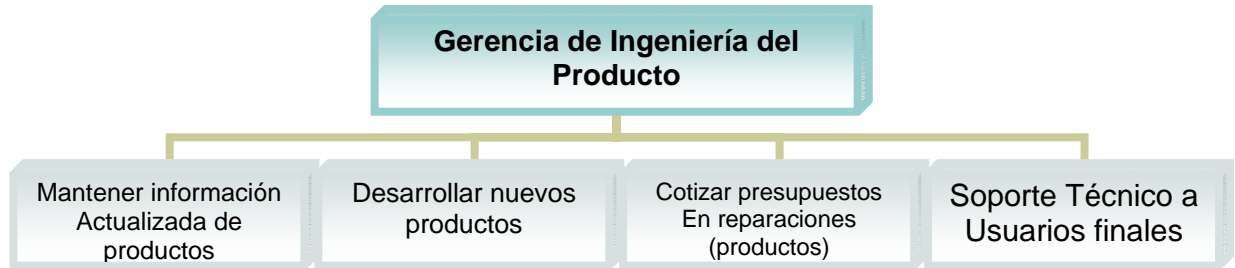 Gerencia de Ingeniería del
Producto
Mantener información
Actualizada de
productos
Desarrollar nuevos
productos
Cotizar presupuestos
En reparaciones
(productos)
Soporte Técnico a
Usuarios finales